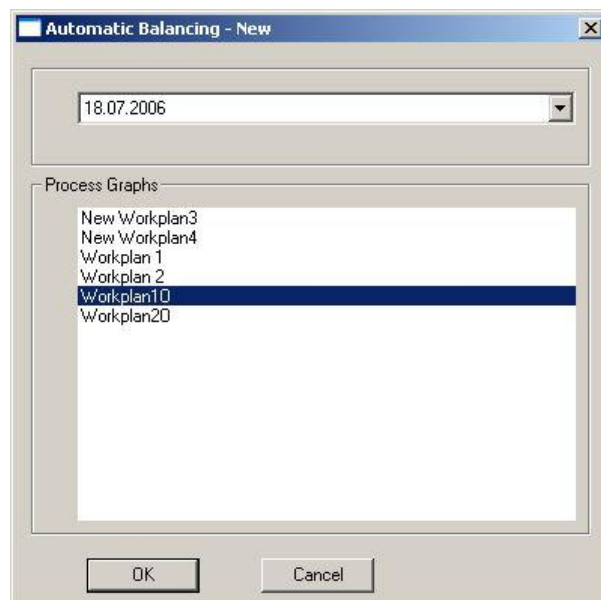 Automatic Balancing - New
18.07.2006
Process Graphs
New Workplan3
New Workplan4
Workplan 1
Workplan 2
Workplan10
Workplan20
OK
Cancel